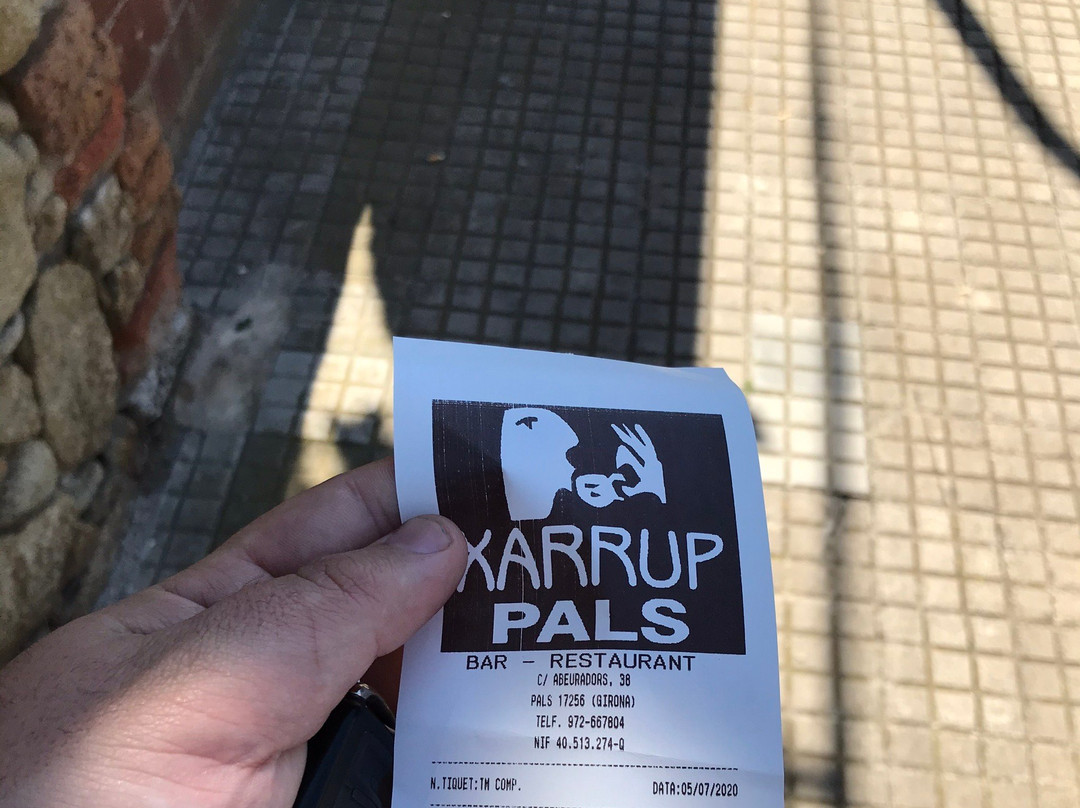 XARRUP
PALS
BAR - RESTAURANT
C/ ABEURADORS, 38
PALS 17256 (GIRONA)
TELF. 972-667804
NIF 40.513.274-Q
N.TIQUET:TM COMP.
DATA:05/07/2020